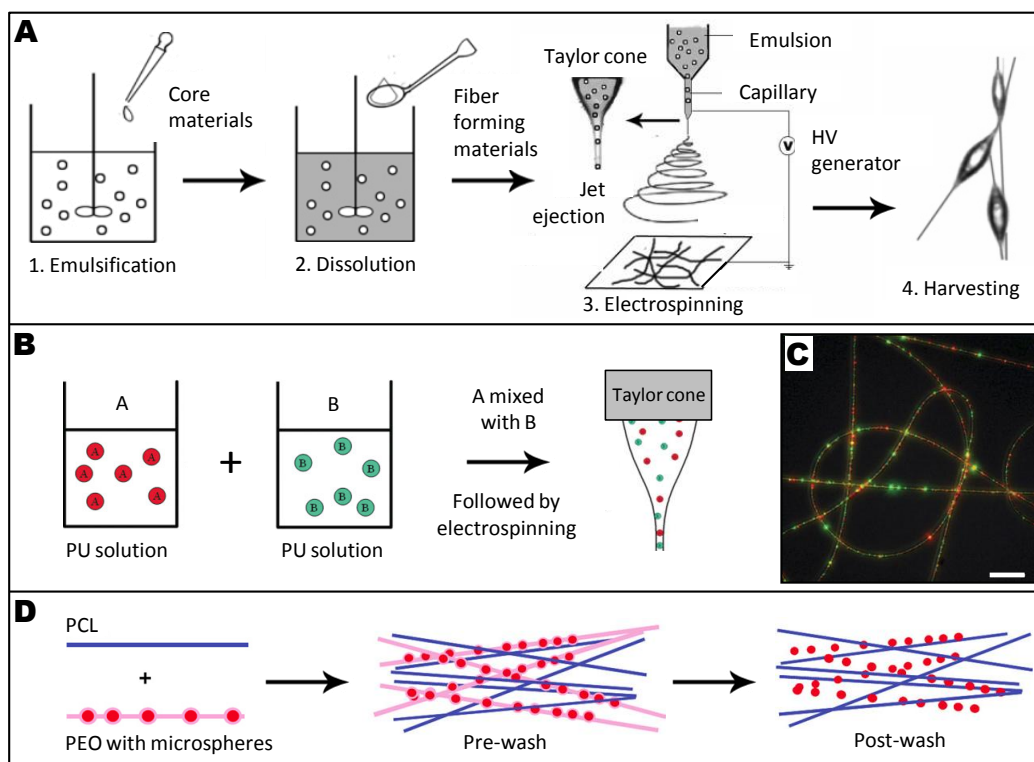 A
Core
materials
1. Emulsification
2. Dissolution
Fiber
forming
materials
Taylor cone
Emulsion
Capillary
Jet
ejection
V
HV
generator
3. Electrospinning
4. Harvesting
B
A
A
A
A
A
A
PU solution
+
B
B
B
B
B
B
B
PU solution
A mixed
with B
Followed by
electrospinning
Taylor cone
C
D
PCL
+
PEO with microspheres
Pre-wash
Post-wash